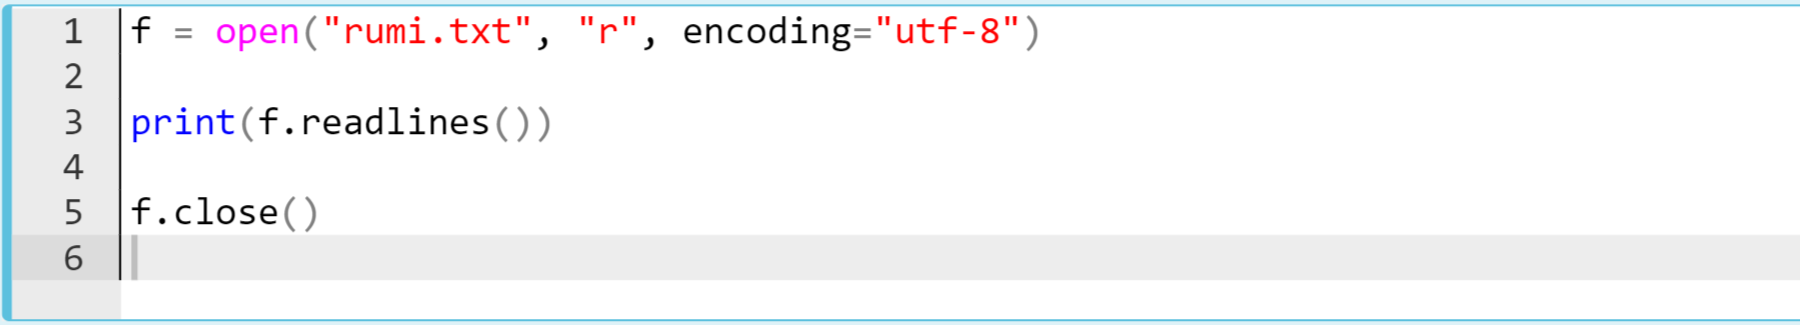 1 f = open("rumi.txt", "r", encoding="utf-8")
2
3 print(f.readlines())
4
5 f.close()
6